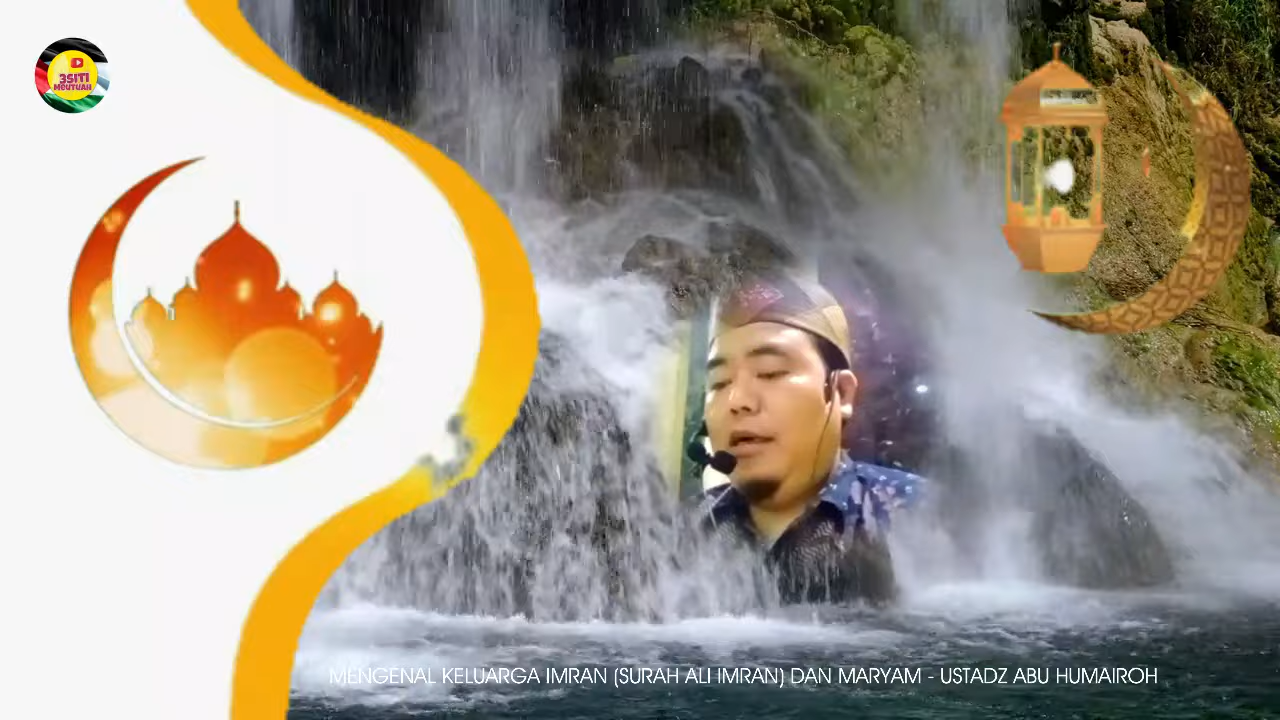 3SITI
MEUTUAH
MENGENAL KELUARGA IMRAN (SURAH ALI IMRAN) DAN MARYAM - USTADZ ABU HUMAIROH